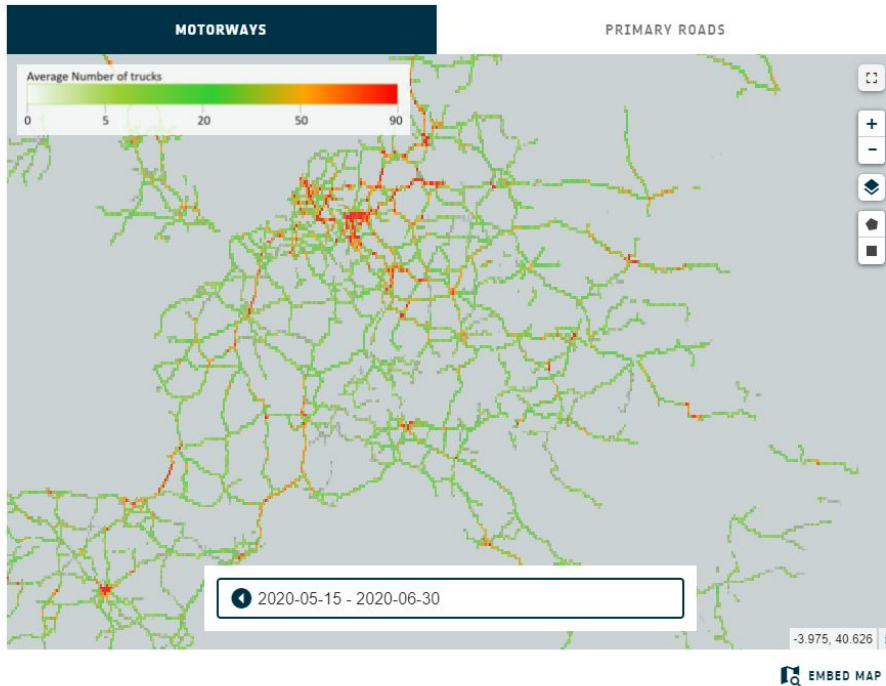 MOTORWAYS
PRIMARY ROADS
Average Number of trucks
0 5 20 50 90
+
−
2020-05-15 - 2020-06-30
-3.975, 40.626
EMBED MAP